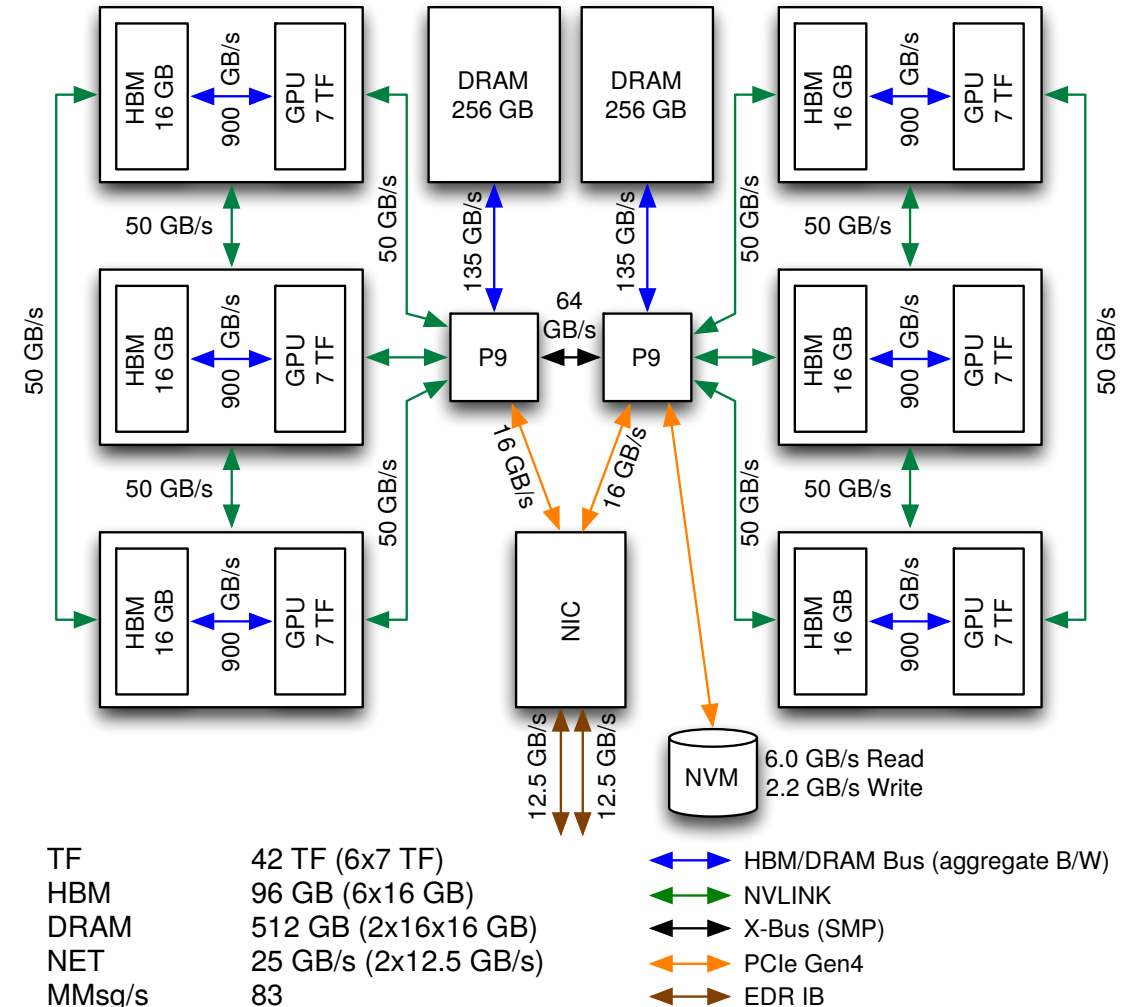 HBM
16 GB
900 GB/s
GPU
7 TF
DRAM
256 GB
DRAM
256 GB
HBM
16 GB
900 GB/s
GPU
7 TF
50 GB/s
50 GB/s
135 GB/s
135 GB/s
50 GB/s
50 GB/s
50 GB/s
HBM
16 GB
900 GB/s
GPU
7 TF
P9
64
GB/s
P9
HBM
16 GB
900 GB/s
GPU
7 TF
50 GB/s
50 GB/s
50 GB/s
16 GB/s
16 GB/s
50 GB/s
50 GB/s
HBM
16 GB
900 GB/s
GPU
7 TF
NIC
HBM
16 GB
900 GB/s
GPU
7 TF
12.5 GB/s
12.5 GB/s
NVM
6.0 GB/s Read
2.2 GB/s Write
TF 42 TF (6x7 TF)
HBM 96 GB (6x16 GB)
DRAM 512 GB (2x16x16 GB)
NET 25 GB/s (2x12.5 GB/s)
MMsg/s 83
HBM/DRAM Bus (aggregate B/W)
NVLINK
X-Bus (SMP)
PCIe Gen4
EDR IB